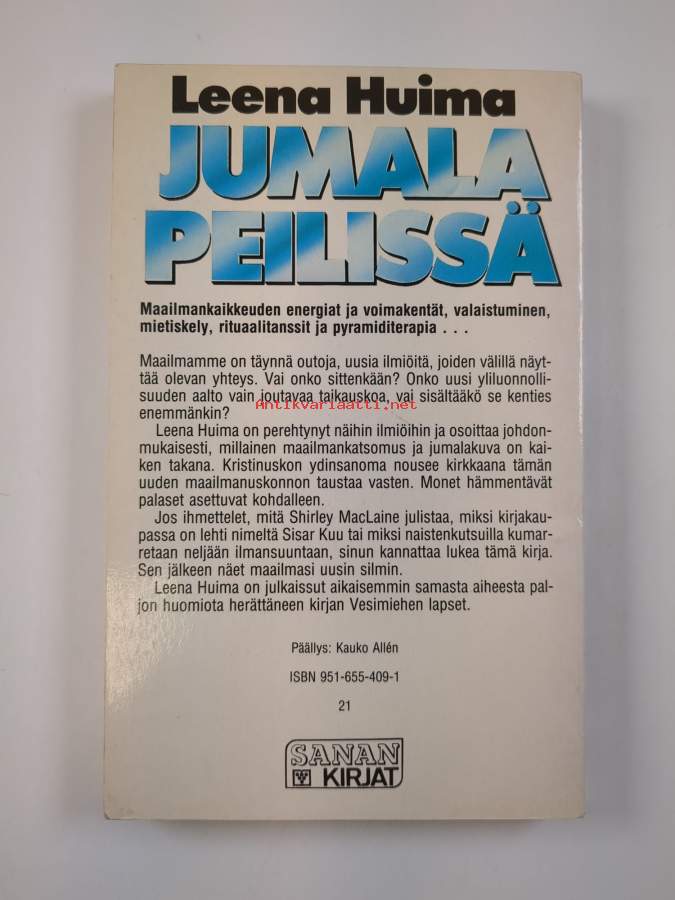 Leena Huima
JUMALA
PEILISSÄ
Maailmankaikkeuden energiat ja voimakentät, valaistuminen,
mietiskely, rituaalitanssit ja pyramiditerapia . . .
Maailmamme on täynnä outoja, uusia ilmiöitä, joiden välillä näyt-
tää olevan yhteys. Vai onko sittenkään? Onko uusi yliluonnolli-
suuden aalto vain joutavaa taikauskoa, vai sisältääkö se kenties
Antikvariaatti.net
enemmänkin?
Leena Huima on perehtynyt näihin ilmiöihin ja osoittaa johdon-
mukaisesti, millainen maailmankatsomus ja jumalakuva on kai-
ken takana. Kristinuskon ydinsanoma nousee kirkkaana tämän
uuden maailmanuskonnon taustaa vasten. Monet hämmentävät
palaset asettuvat kohdalleen.
Jos ihmettelet, mitä Shirley MacLaine julistaa, miksi kirjakau-
passa on lehti nimeltä Sisar Kuu tai miksi naistenkutsuilla kumar-
retaan neljään ilmansuuntaan, sinun kannattaa lukea tämä kirja.
Sen jälkeen näet maailmasi uusin silmin.
Leena Huima on julkaissut aikaisemmin samasta aiheesta pal-
jon huomiota herättäneen kirjan Vesimiehen lapset.
Päällys: Kauko Allén
ISBN 951-655-409-1
21
SANAN
KIRJAT